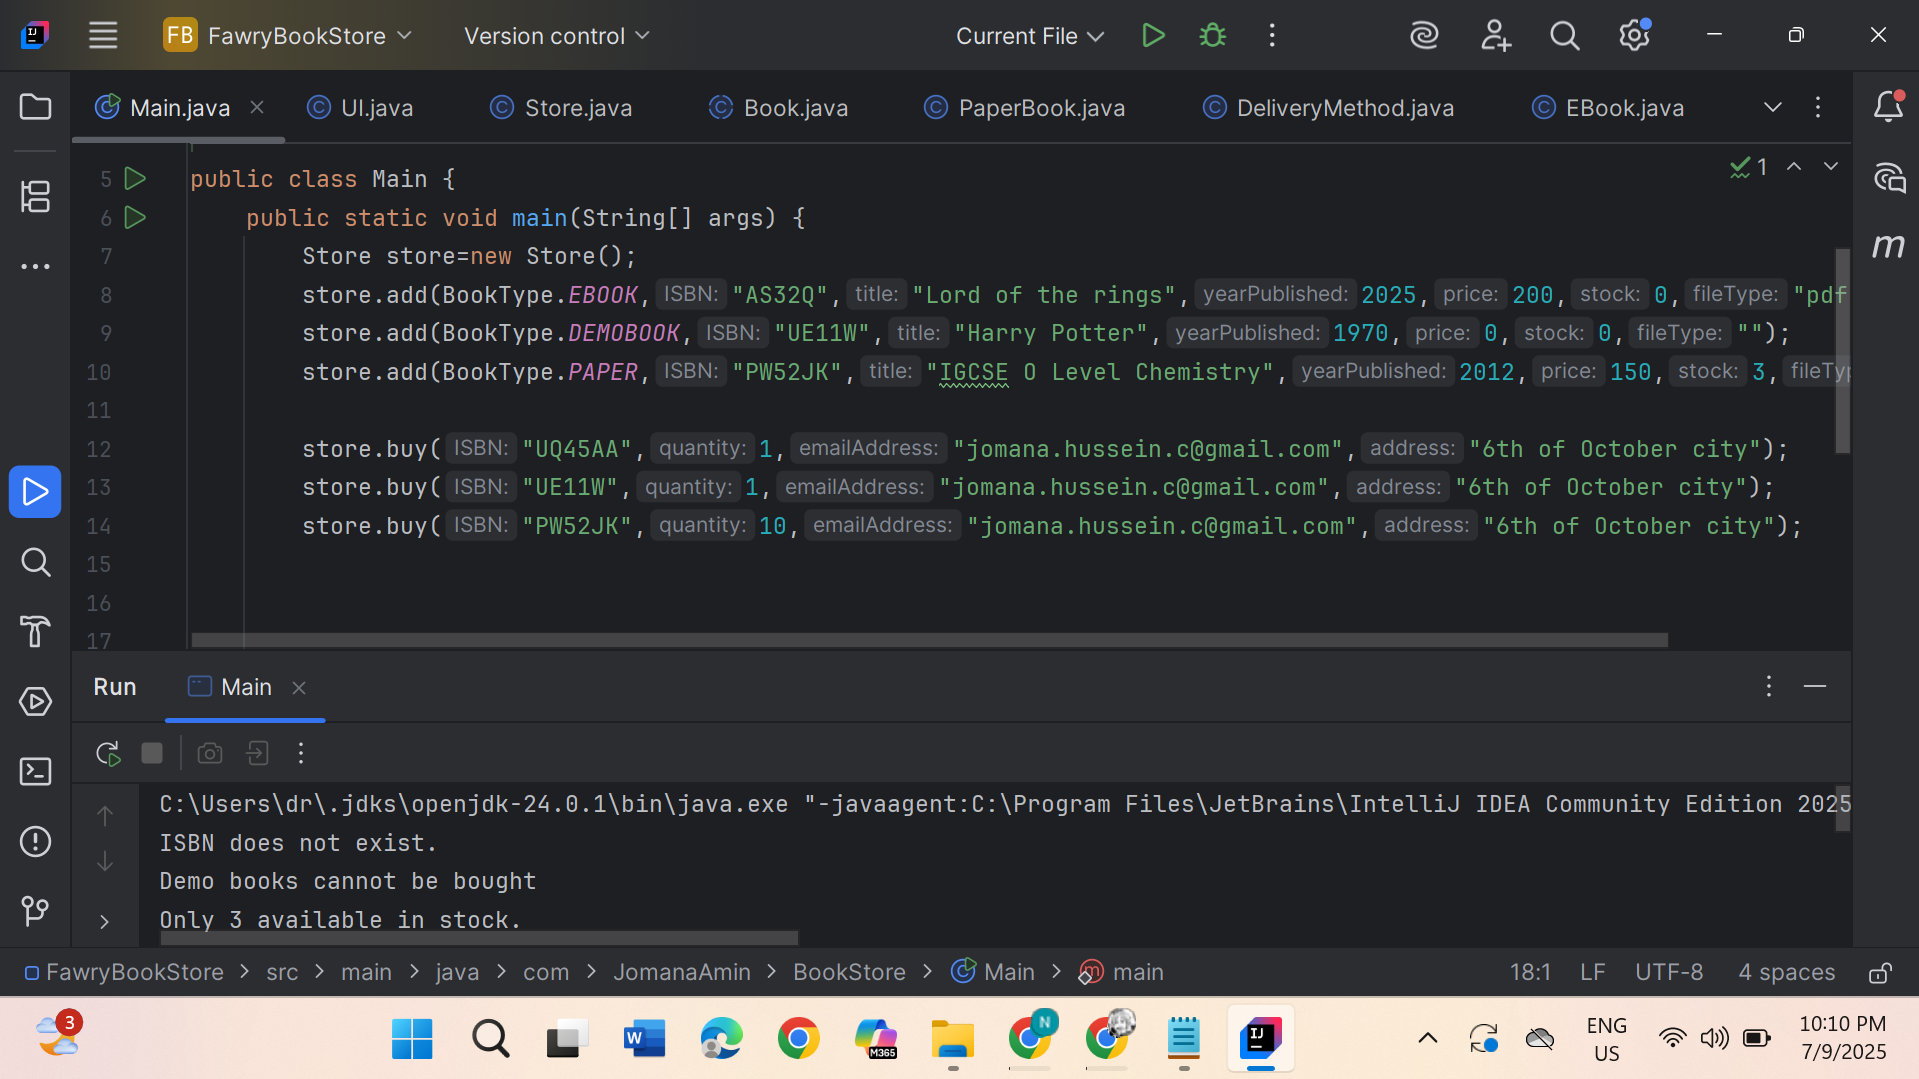 FB FawryBookStore Version control Current File
Main.java UI.java Store.java Book.java PaperBook.java DeliveryMethod.java EBook.java
1
5 public class Main {
6 public static void main(String[] args) {
7 Store store=new Store();
8 store.add(BookType.EBOOK, ISBN: "AS32Q", title: "Lord of the rings", yearPublished: 2025, price: 200, stock: 0, fileType: "pdf
9 store.add(BookType.DEMOBOOK, ISBN: "UE11W", title: "Harry Potter", yearPublished: 1970, price: 0, stock: 0, fileType: "");
10 store.add(BookType.PAPER, ISBN: "PW52JK", title: "IGCSE O Level Chemistry", yearPublished: 2012, price: 150, stock: 3, fileTyp
11
12 store.buy( ISBN: "UQ45AA", quantity: 1, emailAddress: "jomana.hussein.c@gmail.com", address: "6th of October city");
13 store.buy( ISBN: "UE11W", quantity: 1, emailAddress: "jomana.hussein.c@gmail.com", address: "6th of October city");
14 store.buy( ISBN: "PW52JK", quantity: 10, emailAddress: "jomana.hussein.c@gmail.com", address: "6th of October city");
15
16
17
Run Main
C:\Users\dr\.jdks\openjdk-24.0.1\bin\java.exe "-javaagent:C:\Program Files\JetBrains\IntelliJ IDEA Community Edition 2025
ISBN does not exist.
Demo books cannot be bought
Only 3 available in stock.
FawryBookStore > src > main > java > com > JomanaAmin > BookStore > Main > main 18:1 LF UTF-8 4 spaces
3
ENG
US
10:10 PM
7/9/2025